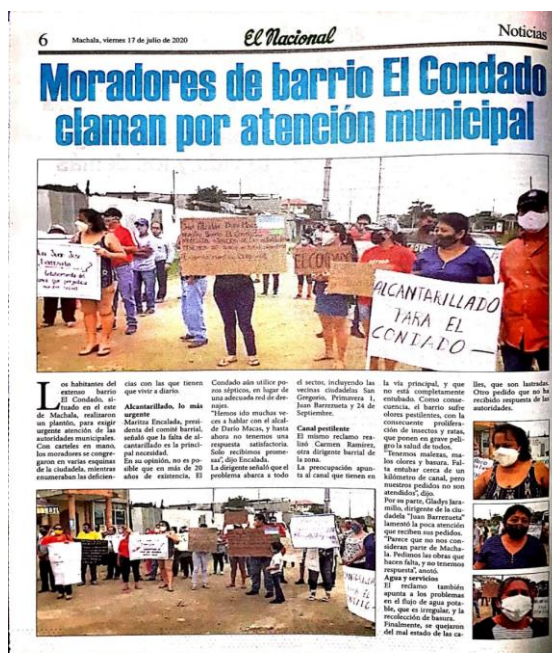 6
Machala, viernes 17 de julio de 2020
El Nacional
Noticias
Moradores de barrio El Condado
claman por atención municipal
ALCANTARILLADO
PARA EL
CONDADO
Los habitantes del
extenso barrio
El Condado, si-
tuado en el este
de Machala, realizaron
un plantón, para exigir
urgente atención de las
autoridades municipales.
Con carteles en mano,
los moradores se congre-
garon en varias esquinas
de la ciudadela, mientras
enumeraban las deficien-
cias con las que tienen
que vivir a diario.
Alcantarillado, lo más
urgente
Maritza Encalada, presi-
denta del comité barrial,
señaló que la falta de al-
cantarillado es la princi-
pal necesidad.
En su opinión, no es po-
sible que en más de 20
años de existencia, El
Condado aún utilice po-
zos sépticos, en lugar de
una adecuada red de dre-
najes.
"Hemos ido muchas ve-
ces a hablar con el alcal-
de Darío Macas, y hasta
ahora no tenemos una
respuesta satisfactoria.
Solo recibimos prome-
sas", dijo Encalada.
La dirigente señaló que el
problema abarca a todo
el sector, incluyendo las
vecinas ciudadelas San
Gregorio, Primavera 1,
Juan Barrezueta y 24 de
Septiembre.
Canal pestilente
El mismo reclamo rea-
lizó Carmen Ramírez,
otra dirigente barrial de
la zona.
La preocupación apun-
ta al canal que tienen en
la vía principal, y que
no está completamente
entubado. Como conse-
cuencia, el barrio sufre
olores pestilentes, con la
consecuente prolifera-
ción de insectos y ratas,
que ponen en grave peli-
gro la salud de todos.
"Tenemos malezas, ma-
los olores y basura. Fal-
ta entubar cerca de un
kilómetro de canal, pero
nuestros pedidos no son
atendidos", dijo.
Por su parte, Gladys Jara-
millo, dirigente de la ciu-
dadela "Juan Barrezueta"
lamentó la poca atención
que reciben sus pedidos.
"Parece que no nos con-
sideran parte de Macha-
la. Pedimos las obras que
hacen falta, y no tenemos
respuesta", anotó.
Agua y servicios
El reclamo también
apunta a los problemas
en el flujo de agua pota-
ble, que es irregular, y la
recolección de basura.
Finalmente, se quejaron
del mal estado de las ca-
lles, que son lastradas.
Otro pedido que no ha
recibido respuesta de las
autoridades.